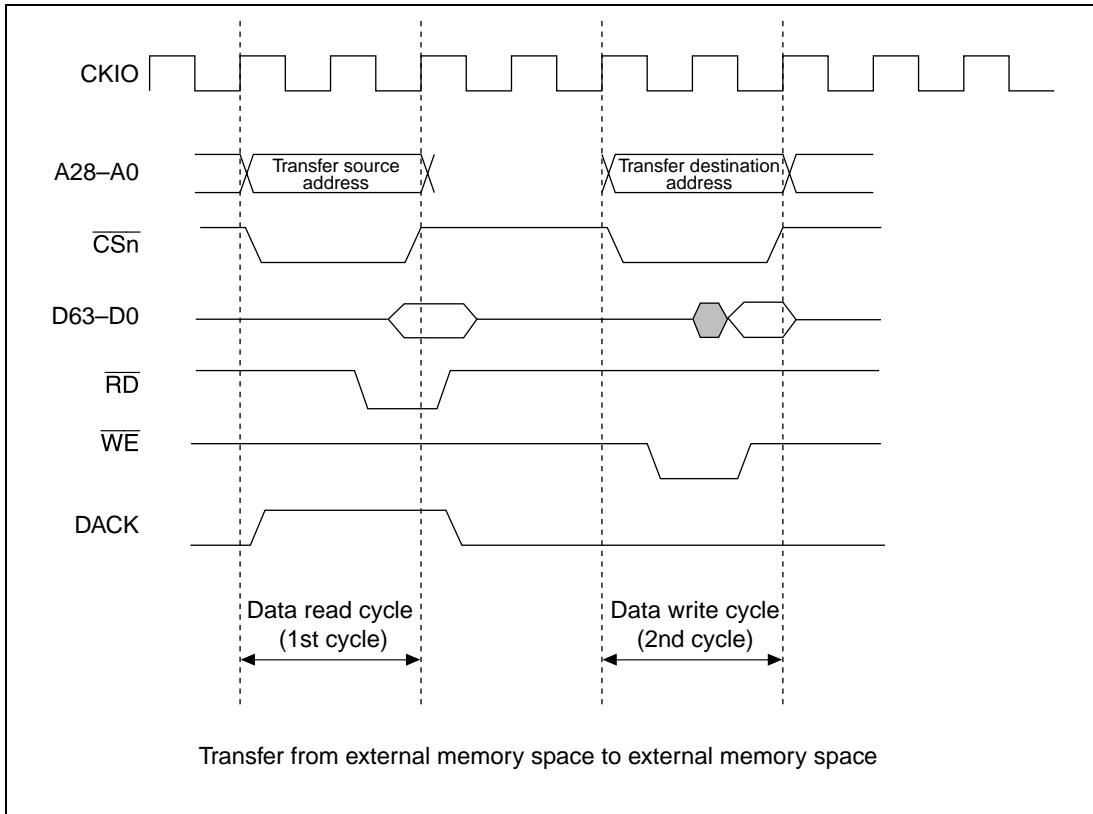 CKIO
A28–A0
Transfer source
address
Transfer destination
address
CSn
D63–D0
RD
WE
DACK
Data read cycle
(1st cycle)
Data write cycle
(2nd cycle)
Transfer from external memory space to external memory space